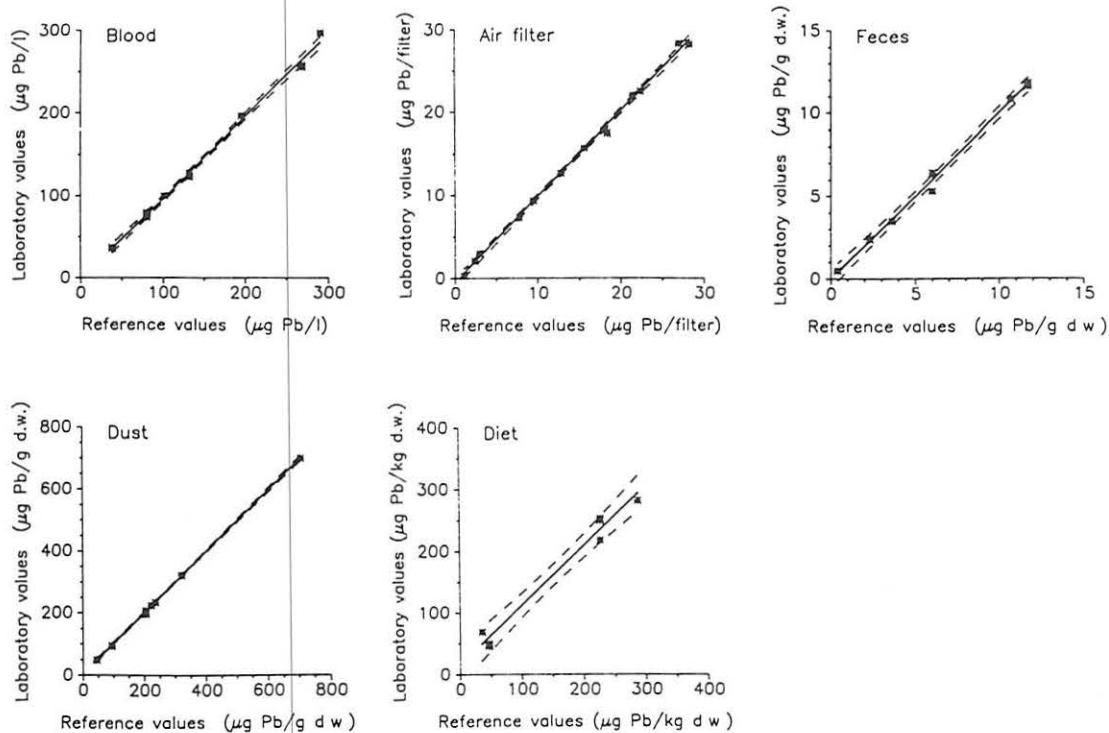 Blood
Laboratory values (µg Pb/l)
300
200
100
0
0 100 200 300
Reference values (µg Pb/l)
Air filter
Laboratory values (µg Pb/filter)
30
20
10
0
0 10 20 30
Reference values (µg Pb/filter)
Feces
Laboratory values (µg Pb/g d.w.)
15
10
5
0
0 5 10 15
Reference values (µg Pb/g d w)
Dust
Laboratory values (µg Pb/g d.w.)
800
600
400
200
0
0 200 400 600 800
Reference values (µg Pb/g d w)
Diet
Laboratory values (µg Pb/kg d.w.)
400
300
200
100
0
0 100 200 300 400
Reference values (µg Pb/kg d w)